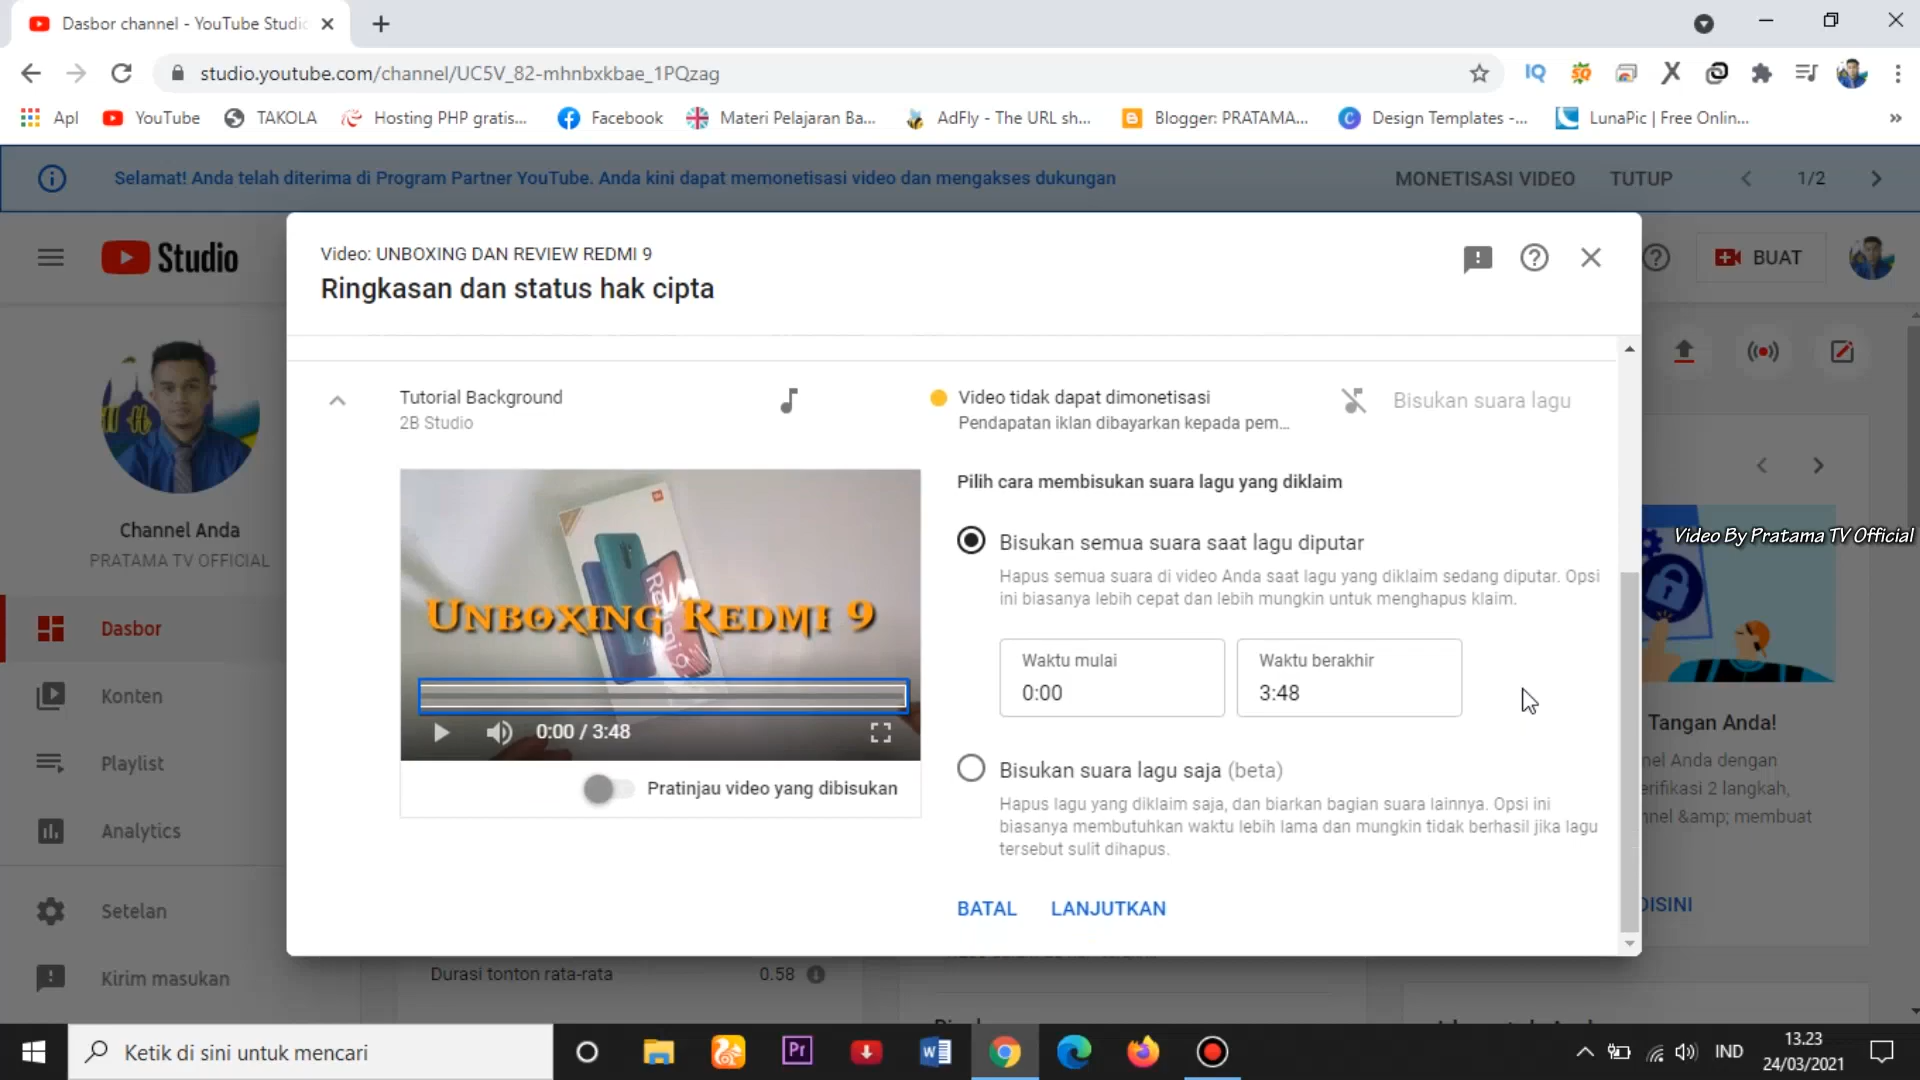 Dasbor channel - YouTube Studio
studio.youtube.com/channel/UC5V_82-mhnbxkbae_1PQzag
IQ
Apl
YouTube
TAKOLA
Hosting PHP gratis...
Facebook
Materi Pelajaran Ba...
AdFly - The URL sh...
Blogger: PRATAMA...
Design Templates -...
LunaPic | Free Onlin...
Selamat! Anda telah diterima di Program Partner YouTube. Anda kini dapat memonetisasi video dan mengakses dukungan
MONETISASI VIDEO
TUTUP
1/2
Studio
BUAT
Video: UNBOXING DAN REVIEW REDMI 9
Ringkasan dan status hak cipta
Tutorial Background
2B Studio
Video tidak dapat dimonetisasi
Pendapatan iklan dibayarkan kepada pem...
Bisukan suara lagu
Pilih cara membisukan suara lagu yang diklaim
Bisukan semua suara saat lagu diputar
Hapus semua suara di video Anda saat lagu yang diklaim sedang diputar. Opsi
ini biasanya lebih cepat dan lebih mungkin untuk menghapus klaim.
Waktu mulai
0:00
Waktu berakhir
3:48
Bisukan suara lagu saja (beta)
Hapus lagu yang diklaim saja, dan biarkan bagian suara lainnya. Opsi ini
biasanya membutuhkan waktu lebih lama dan mungkin tidak berhasil jika lagu
tersebut sulit dihapus.
BATAL
LANJUTKAN
Redmi 9
UNBOXING REDMI 9
0:00 / 3:48
Pratinjau video yang dibisukan
Channel Anda
PRATAMA TV OFFICIAL
Dasbor
Konten
Playlist
Analytics
Setelan
Kirim masukan
Video By Pratama TV Official
Tangan Anda!
nel Anda dengan
erifikasi 2 langkah,
nnel &amp; membuat
DISINI
Durasi tonton rata-rata
0.58
Ketik di sini untuk mencari
Pr
IND
13.23
24/03/2021